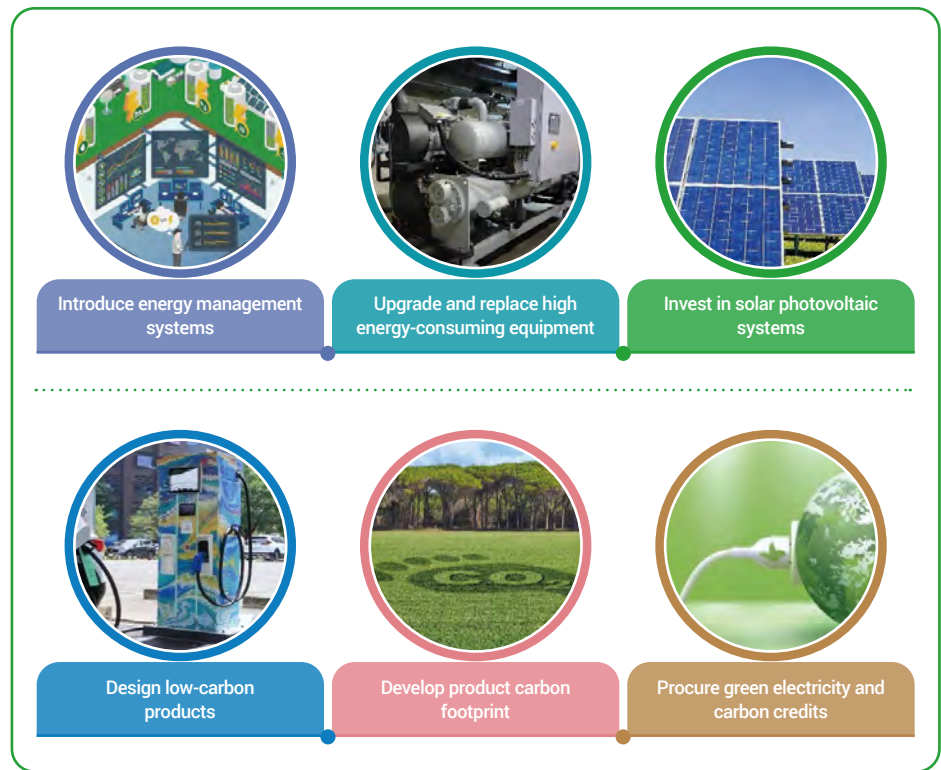 Introduce energy management
systems
Upgrade and replace high
energy-consuming equipment
Invest in solar photovoltaic
systems
CO₂
Design low-carbon
products
Develop product carbon
footprint
Procure green electricity and
carbon credits